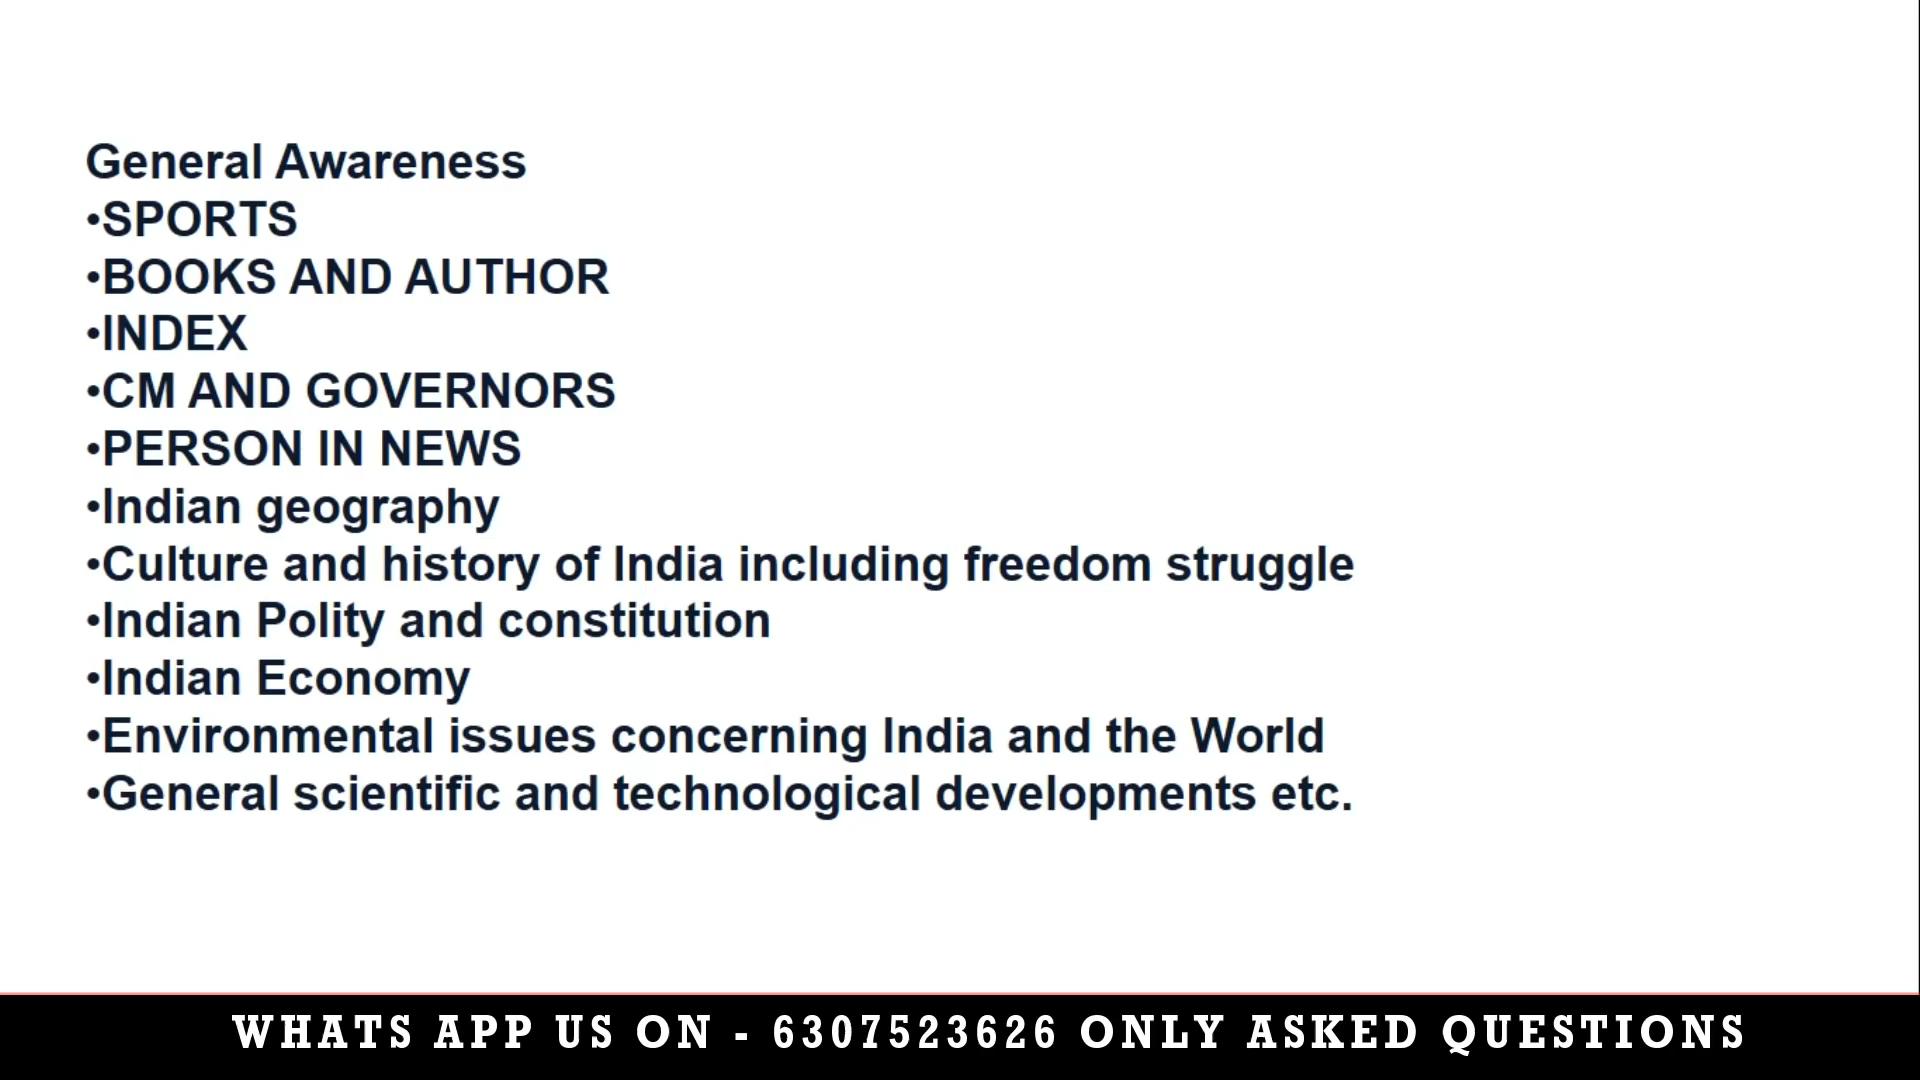 General Awareness
•SPORTS
•BOOKS AND AUTHOR
•INDEX
•CM AND GOVERNORS
•PERSON IN NEWS
•Indian geography
•Culture and history of India including freedom struggle
•Indian Polity and constitution
•Indian Economy
•Environmental issues concerning India and the World
•General scientific and technological developments etc.
WHATS APP US ON - 6307523626 ONLY ASKED QUESTIONS